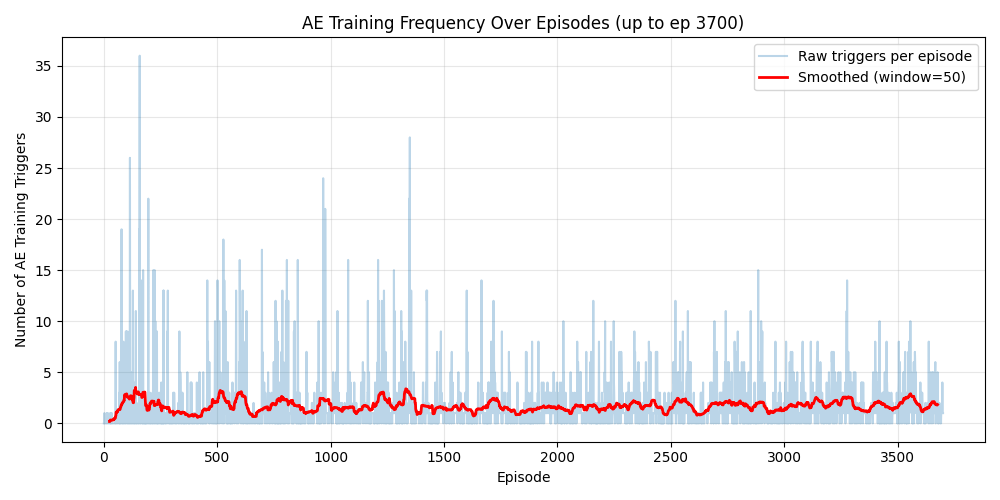 AE Training Frequency Over Episodes (up to ep 3700)
Raw triggers per episode
Smoothed (window=50)
Number of AE Training Triggers
35
30
25
20
15
10
5
0
0 500 1000 1500 2000 2500 3000 3500
Episode